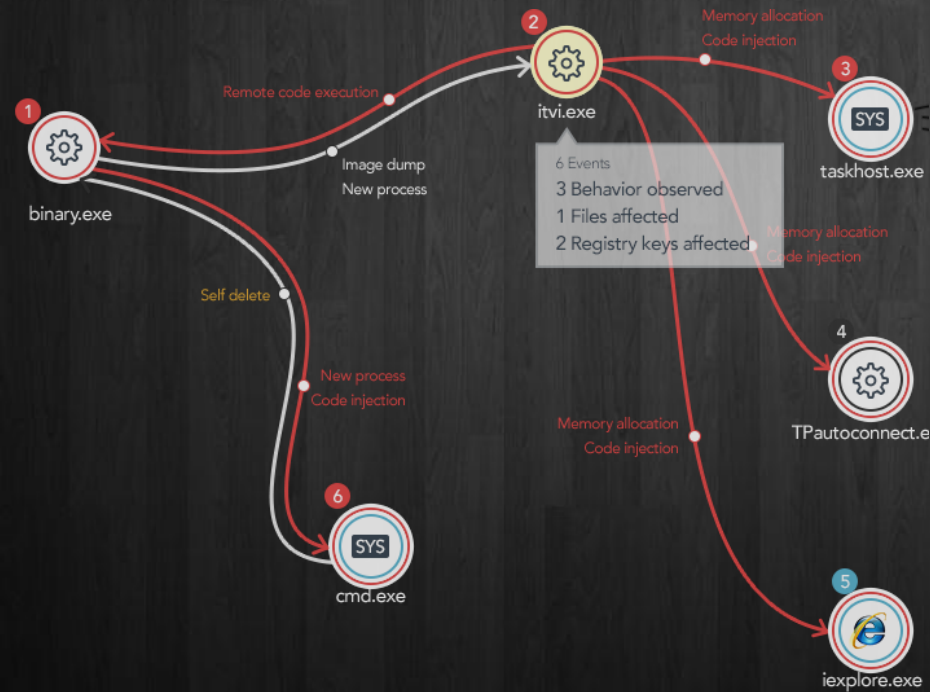 2
Memory allocation
Code injection
3
SYS
taskhost.exe
1
Remote code execution
itvi.exe
Image dump
New process
binary.exe
6 Events
3 Behavior observed
1 Files affected
2 Registry keys affected
Memory allocation
Code injection
Self delete
4
TPautoconnect.e
New process
Code injection
Memory allocation
Code injection
6
SYS
cmd.exe
5
iexplore.exe